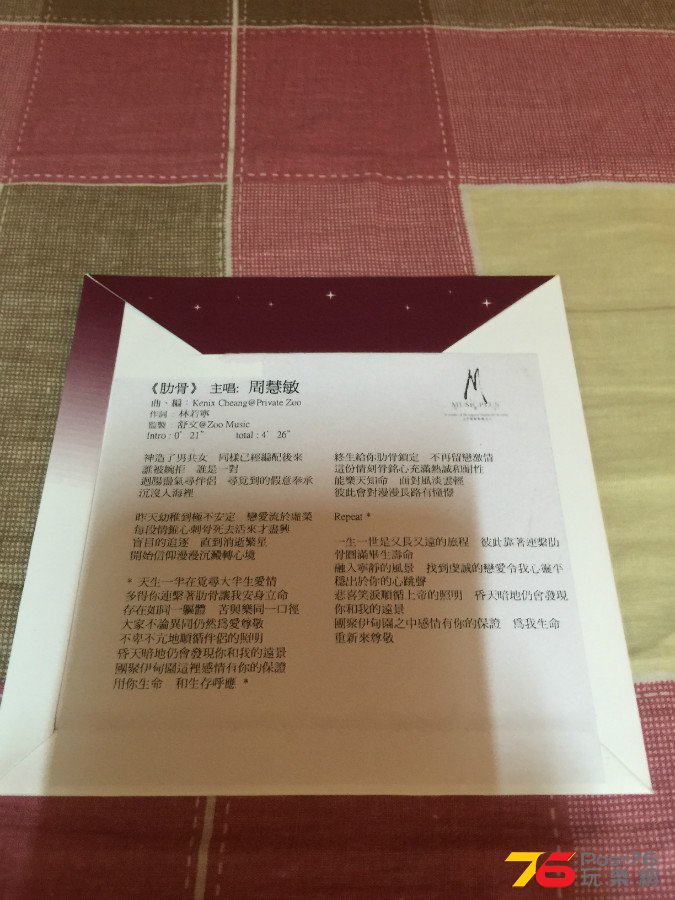 《肋骨》 主唱: 周慧敏
曲、編：Kenix Cheang@Private Zoo
作詞：林若寧
監製：舒文@Zoo Music
Intro : 0' 21" total : 4' 26"
MUSIC PLUS
神造了男共女 同樣已經編配後來
誰被婉拒 誰是一對
迴腸盪氣尋伴侶 尋覓到的假意奉承
沉沒人海裡
昨天幼稚到極不安定 戀愛流於虛榮
每段情錐心刺骨死去活來才盡興
盲目的追逐 直到消逝繁星
開始信仰漫漫沉澱轉心境
* 天生一半在覓尋大半生愛情
多得你連繫著肋骨讓我安身立命
存在如同一軀體 苦與樂同一口徑
大家不論異同仍然爲愛尊敬
不卑不亢地順循伴侶的照明
昏天暗地仍會發現你和我的遠景
團聚伊甸園這裡感情有你的保證
用你生命 和生存呼應 *
終生給你肋骨鎖定 不再留戀激情
這份情刻骨銘心充滿熱誠和耐性
能樂天知命 面對風淡雲輕
彼此會對漫漫長路有憧憬
Repeat *
一生一世是又長又遠的旅程 彼此靠著連繫肋
骨圓滿畢生壽命
融入寧靜的風景 找到虔誠的戀愛令我心靈平
穩出於你的心跳聲
悲喜笑淚順循上帝的照明 昏天暗地仍會發現
你和我的遠景
團聚伊甸園之中感情有你的保證 爲我生命
重新來尊敬
76 Post76
玩樂網